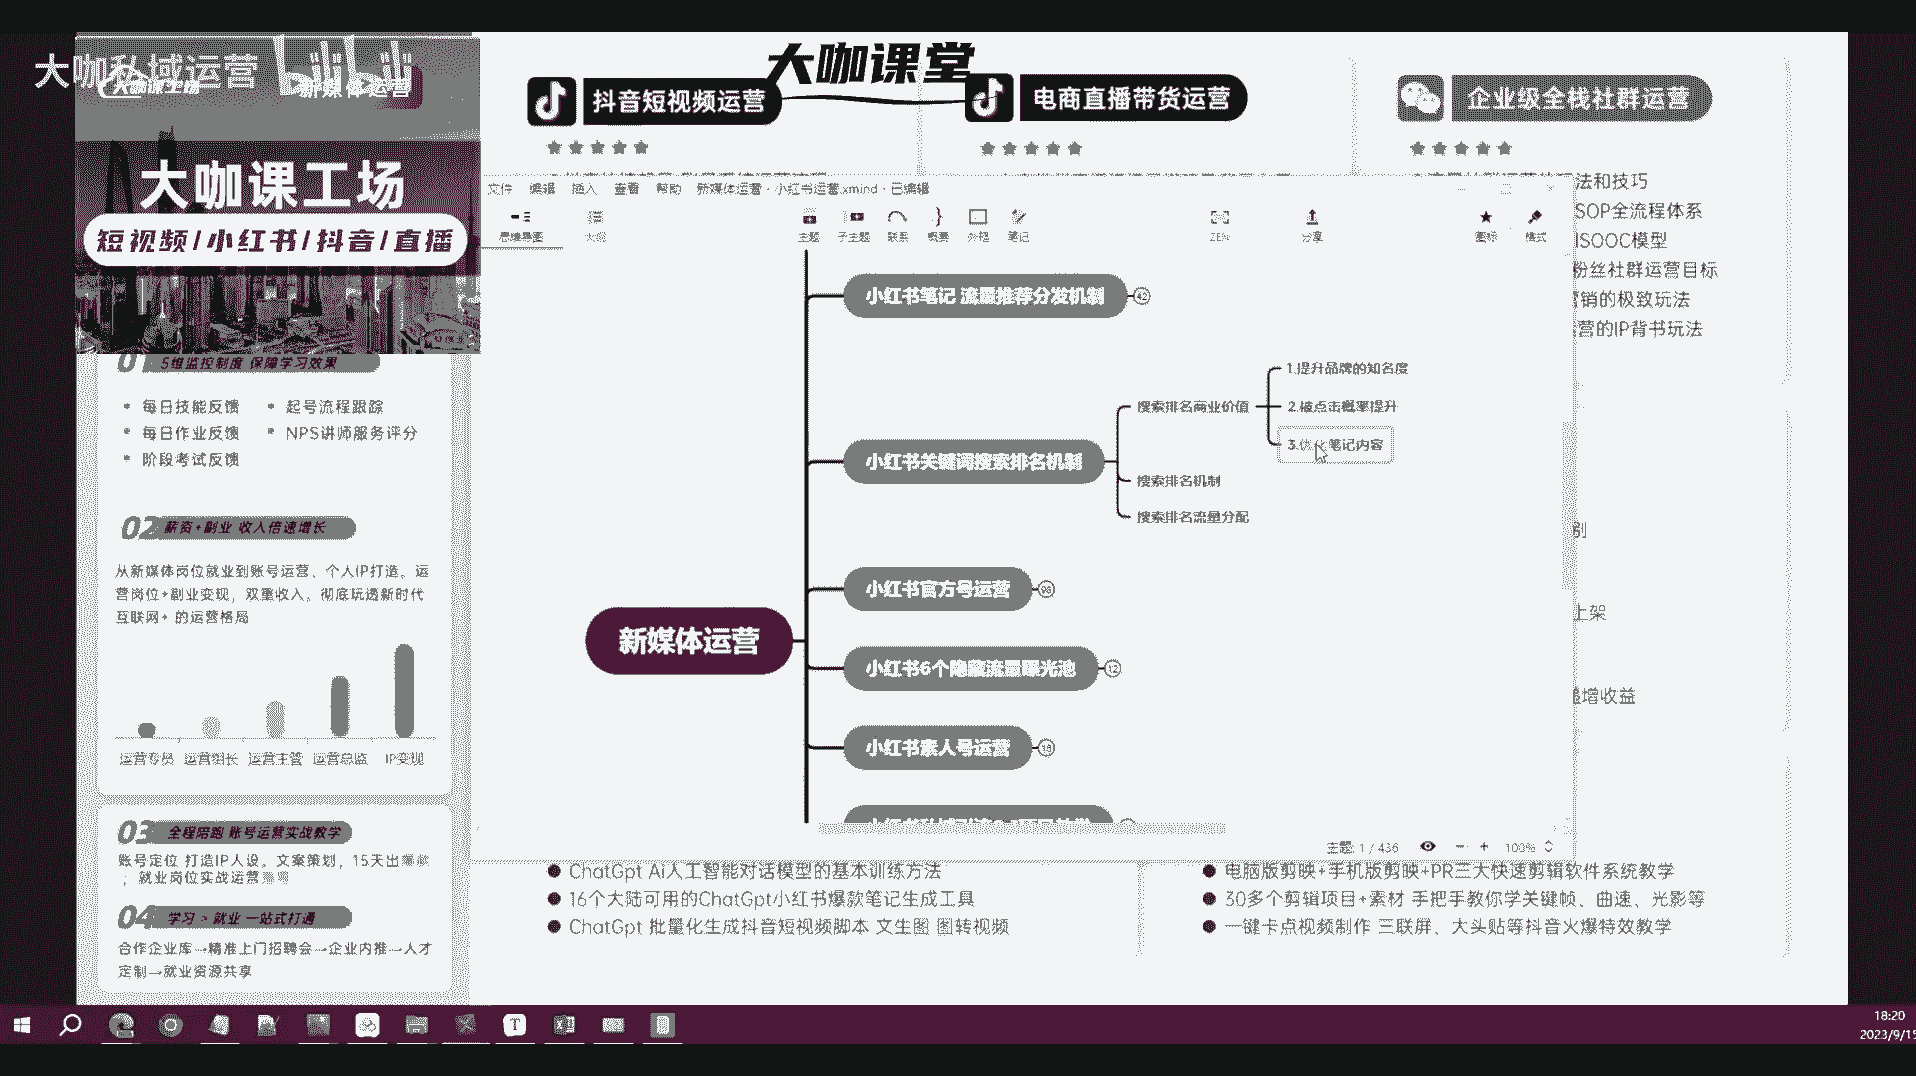 大咖私域运营
大咖课工场
新媒体运营
大咖课工场
短视频/小红书/抖音/直播
01 5维监控制度 保障学习效果
每日技能反馈
起号流程跟踪
每日作业反馈
NPS讲师服务评分
阶段考试反馈
02 薪资+副业 收入倍速增长
从新媒体岗位就业到账号运营、个人IP打造。运
营岗位+副业变现，双重收入。彻底玩透新时代
互联网+ 的运营格局
运营专员 运营组长 运营主管 运营总监 IP变现
03 全程陪跑 账号运营实战教学
账号定位 打造IP人设。文案策划，15天出爆款
；就业岗位实战运营
04 学习 > 就业 一站式打通
合作企业库→精准上门招聘会→企业内推→人才
定制→就业资源共享
大咖课堂
抖音短视频运营
电商直播带货运营
企业级全栈社群运营
文件 编辑 插入 查看 帮助 新媒体运营 - 小红书运营.xmind - 已编辑
思维导图 大纲 主题 子主题 联系 概要 外框 笔记 ZEN 分享 图标 格式
小红书笔记 流量推荐分发机制 42
小红书关键词搜索排名机制
搜索排名商业价值
1.提升品牌的知名度
2.被点击概率提升
3.优化笔记内容
搜索排名机制
搜索排名流量分配
小红书官方号运营 98
新媒体运营
小红书6个隐藏流量曝光池 12
小红书素人号运营
主题: 1 / 436
100%
法和技巧
SOP全流程体系
ISOOC模型
粉丝社群运营目标
营销的极致玩法
营的IP背书玩法
别
上架
递增收益
ChatGpt Ai人工智能对话模型的基本训练方法
16个大陆可用的ChatGpt小红书爆款笔记生成工具
ChatGpt 批量化生成抖音短视频脚本 文生图 图转视频
电脑版剪映+手机版剪映+PR三大快速剪辑软件系统教学
30多个剪辑项目+素材 手把手教你学关键帧、曲速、光影等
一键卡点视频制作 三联屏、大头贴等抖音火爆特效教学
18:20
2023/9/15